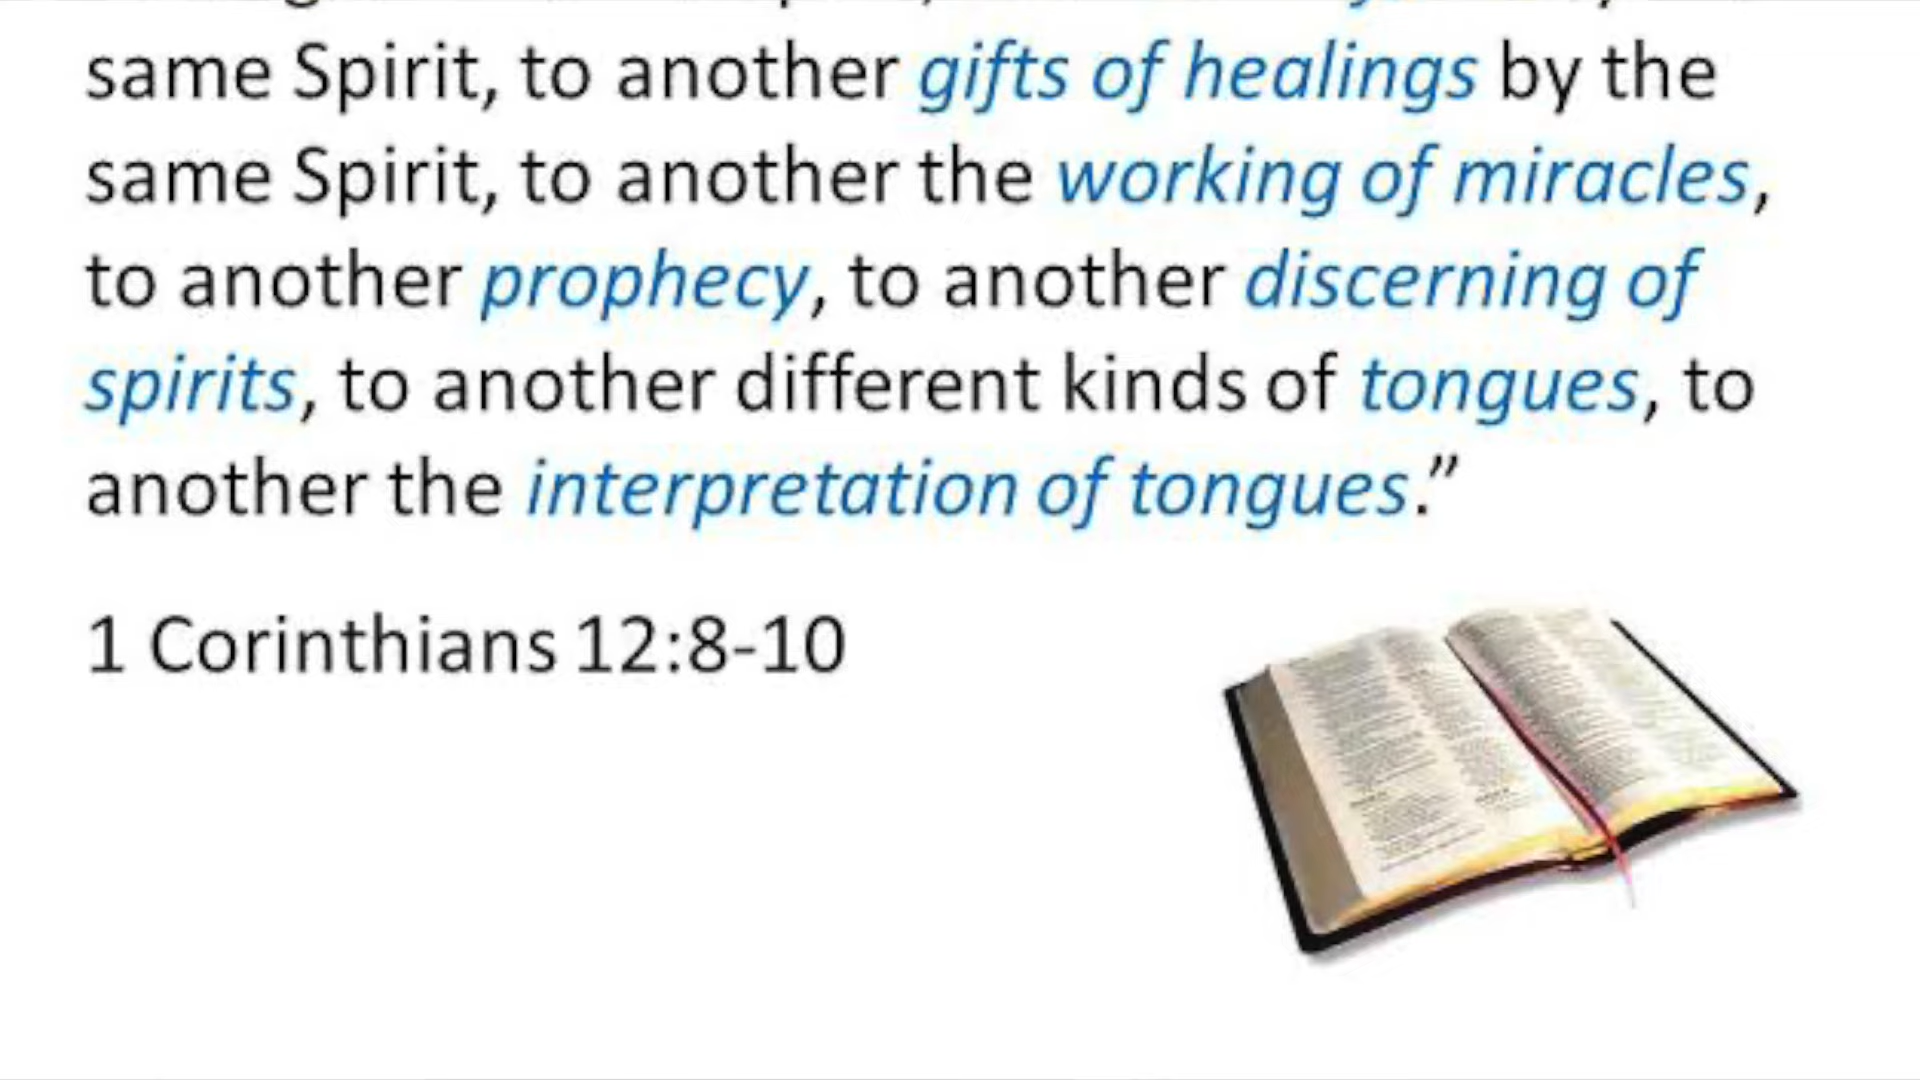 same Spirit, to another gifts of healings by the
same Spirit, to another the working of miracles,
to another prophecy, to another discerning of
spirits, to another different kinds of tongues, to
another the interpretation of tongues.”
1 Corinthians 12:8-10